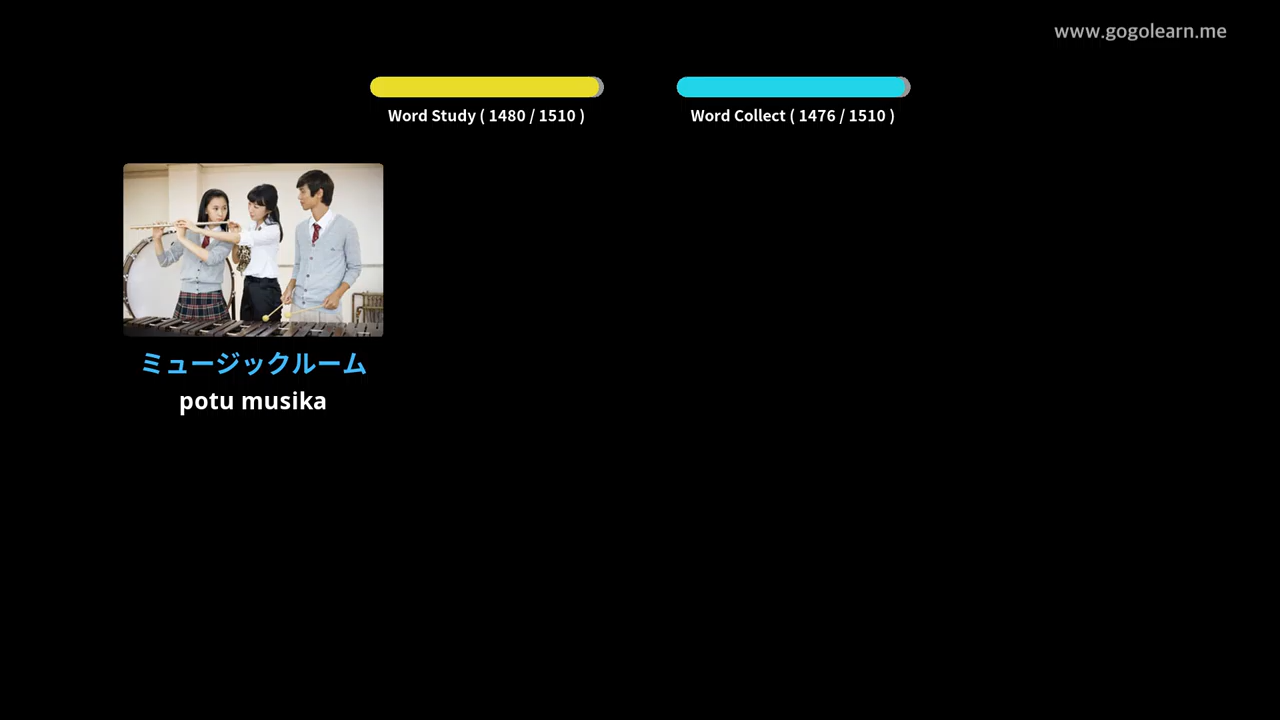 www.gogolearn.me
Word Study ( 1480 / 1510 )
Word Collect ( 1476 / 1510 )
ミュージックルーム
potu musika